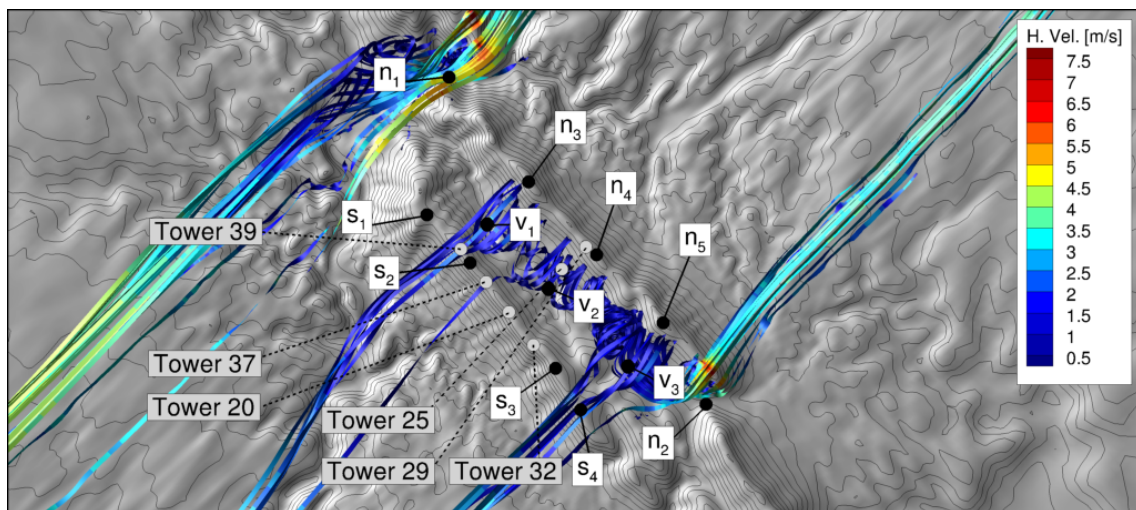 H. Vel. [m/s]
7.5
7
6.5
6
5.5
5
4.5
4
3.5
3
2.5
2
1.5
1
0.5
n₁
n₃
n₄
s₁
v₁
Tower 39
n₅
s₂
v₂
Tower 37
v₃
s₃
Tower 20
Tower 25
n₂
Tower 29
Tower 32
s₄